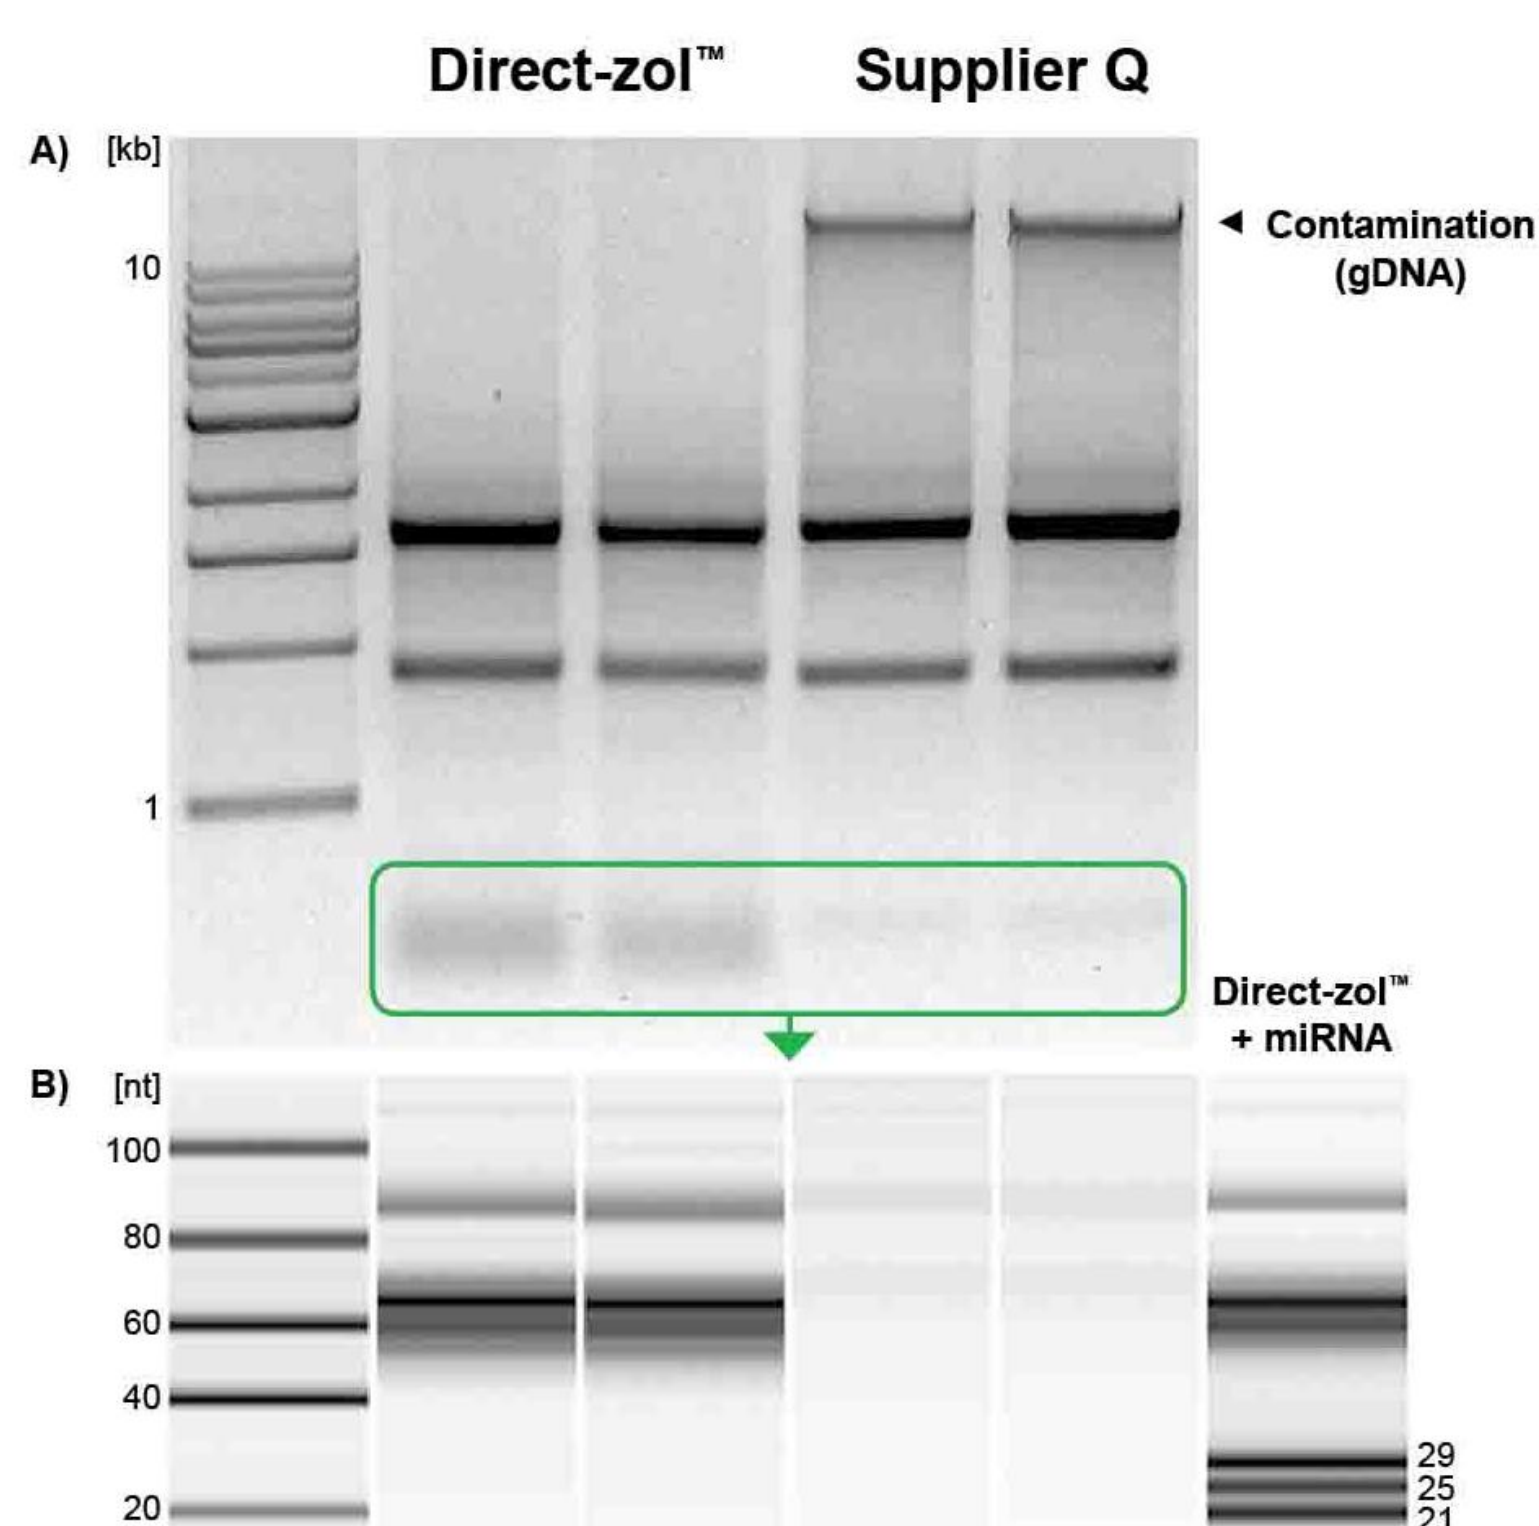 Direct-zol™ Supplier Q
A) [kb]
Contamination
(gDNA)
10
1
Direct-zol™
+ miRNA
B) [nt]
100
80
60
40
29
25
20
21